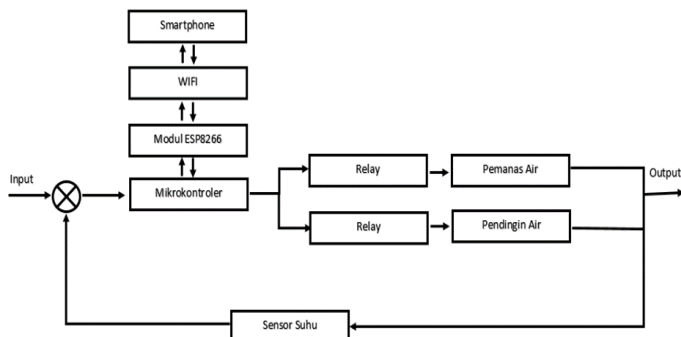 Smartphone
WIFI
Modul ESP8266
Input
Mikrokontroler
Relay
Pemanas Air
Output
Relay
Pendingin Air
Sensor Suhu